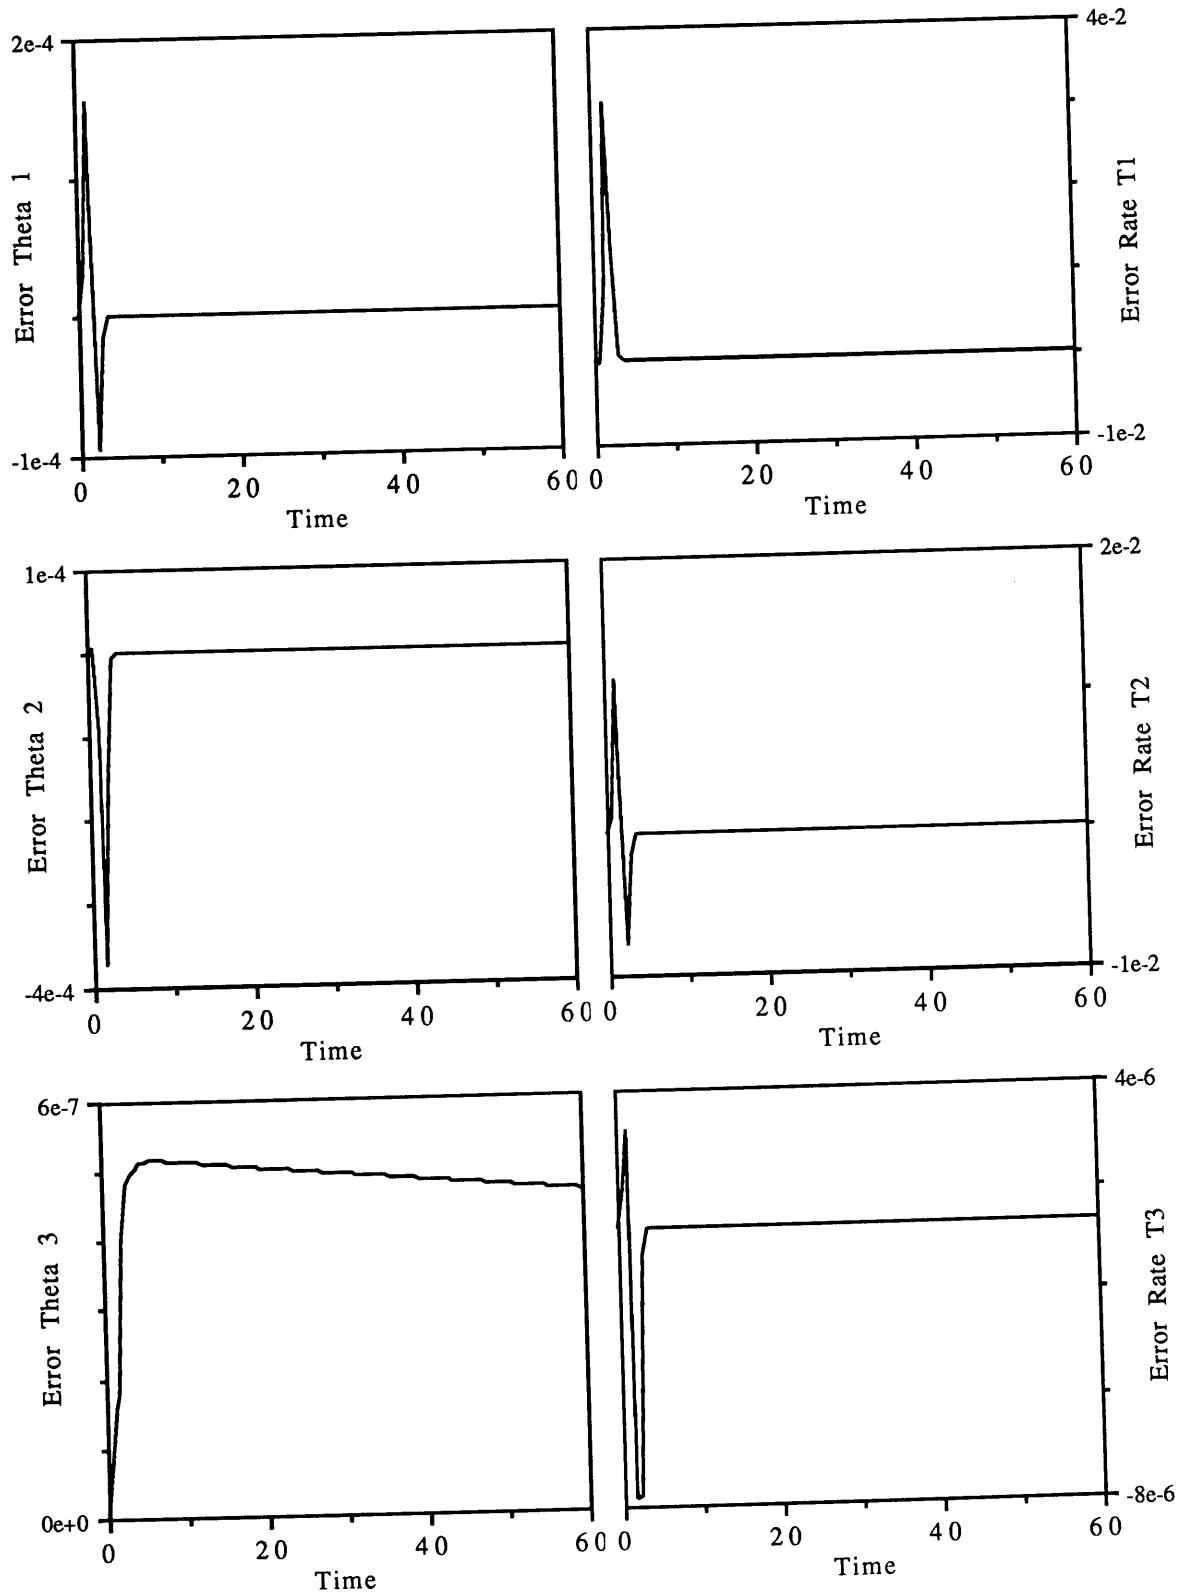 2e-4
4e-2
Error Theta 1
Error Rate T1
-1e-4
-1e-2
0 20 40 60
0 20 40 60
Time
Time
1e-4
2e-2
Error Theta 2
Error Rate T2
-4e-4
-1e-2
0 20 40 60
0 20 40 60
Time
Time
6e-7
4e-6
Error Theta 3
Error Rate T3
0e+0
-8e-6
0 20 40 60
0 20 40 60
Time
Time